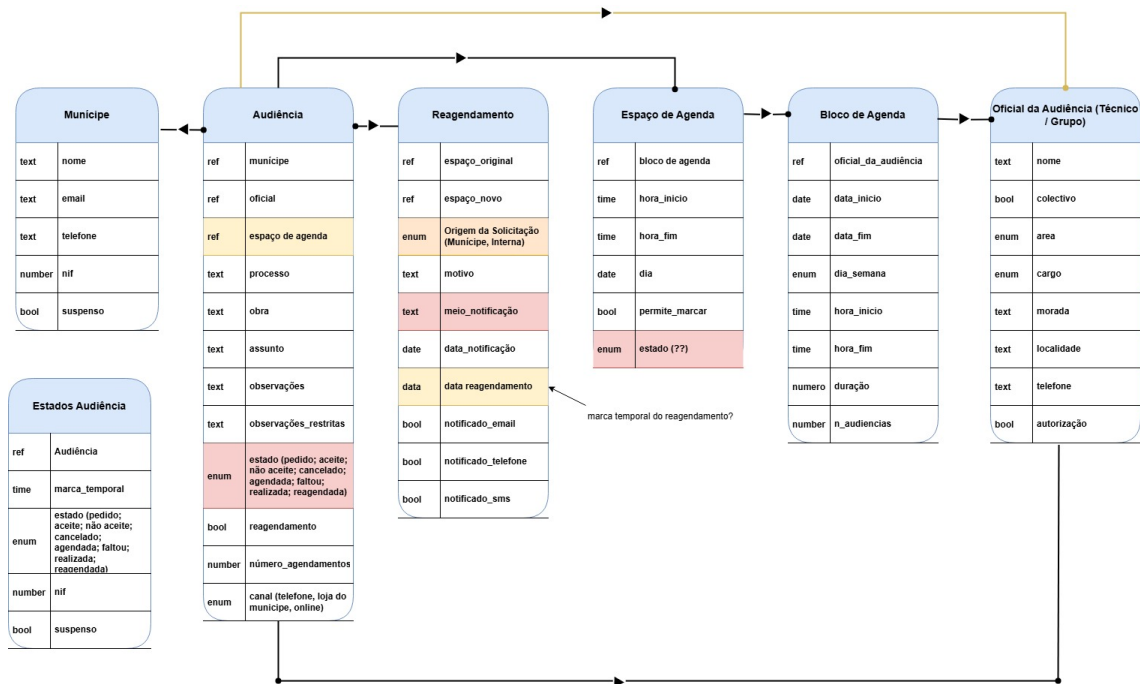 Munícipe
text nome
text email
text telefone
number nif
bool suspenso
Estados Audiência
ref Audiência
time marca_temporal
enum
estado (pedido;
aceite; não aceite;
cancelado;
agendada; faltou;
realizada;
reagendada)
number nif
bool suspenso
Audiência
ref munícipe
ref oficial
ref espaço de agenda
text processo
text obra
text assunto
text observações
text observações_restritas
enum
estado (pedido; aceite;
não aceite; cancelado;
agendada; faltou;
realizada; reagendada)
bool reagendamento
number número_agendamentos
enum
canal (telefone, loja do
municipe, online)
Reagendamento
ref espaço_original
ref espaço_novo
enum
Origem da Solicitação
(Munícipe, Interna)
text motivo
text meio_notificação
date data_notificação
data data reagendamento
bool notificado_email
bool notificado_telefone
bool notificado_sms
marca temporal do reagendamento?
Espaço de Agenda
ref bloco de agenda
time hora_inicio
time hora_fim
date dia
bool permite_marcar
enum estado (??)
Bloco de Agenda
ref oficial_da_audiência
date data_inicio
date data_fim
enum dia_semana
time hora_inicio
time hora_fim
numero duração
number n_audiencias
Oficial da Audiência (Técnico
/ Grupo)
text nome
bool colectivo
enum area
enum cargo
text morada
text localidade
text telefone
bool autorização